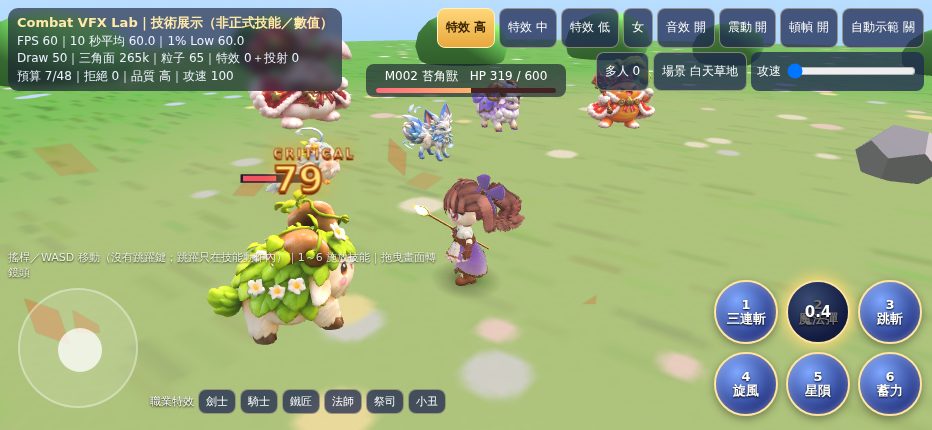 Combat VFX Lab｜技術展示（非正式技能／數值）
FPS 60｜10 秒平均 60.0｜1% Low 60.0
Draw 50｜三角面 265k｜粒子 65｜特效 0＋投射 0
預算 7/48｜拒絕 0｜品質 高｜攻速 100
特效 高
特效 中
特效 低
女
音效 開
震動 開
頓幀 開
自動示範 關
多人 0
場景 白天草地
攻速
M002 苔角獸 HP 319 / 600
CRITICAL
79
搖桿／WASD 移動（沒有跳躍鍵；跳躍只在技能動作內）｜1～6 施放技能｜拖曳畫面轉
鏡頭
1
三連斬
2
魔法彈
0.4
3
跳斬
4
旋風
5
星隕
6
蓄力
職業特效
劍士
騎士
鐵匠
法師
祭司
小丑